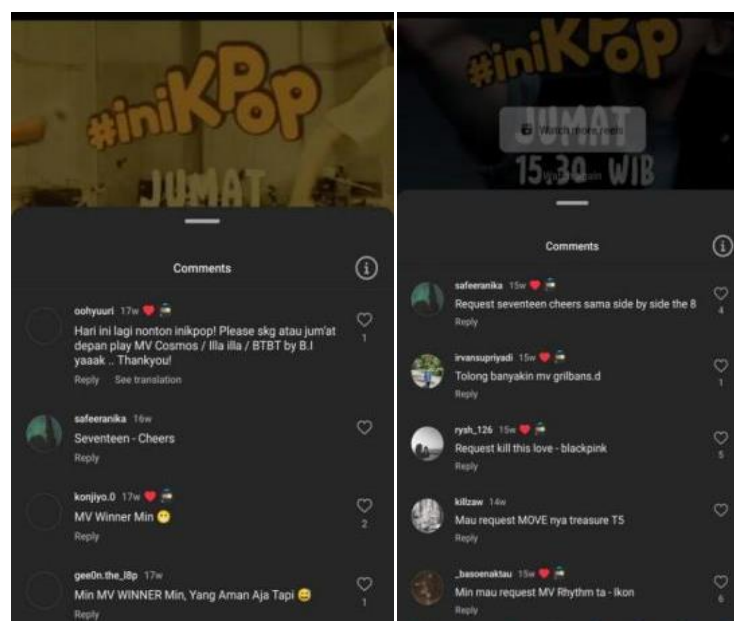 #iniKPop
JUMAT
Comments
oohyuuri 17w
Hari ini lagi nonton inikpop! Please skg atau jum'at
depan play MV Cosmos / Illa illa / BTBT by B.I
yaaak .. Thankyou!
1
Reply See translation
safeeranika 16w
Seventeen - Cheers
Reply
konjiyo.0 17w
MV Winner Min 😬
2
Reply
gee0n.the_l8p 17w
Min MV WINNER Min, Yang Aman Aja Tapi 😄
1
Reply
#iniKPop
JUMAT
Watch more reels
15.30 WIB
Watch again
Comments
safeeranika 15w
Request seventeen cheers sama side by side the 8
4
Reply
irvansupriyadi 15w
Tolong banyakin mv grilbans.d
1
Reply
rysh_126 15w
Request kill this love - blackpink
5
Reply
killzaw 14w
Mau request MOVE nya treasure T5
Reply
_basoenaktau 15w
Min mau request MV Rhythm ta - Ikon
6
Reply